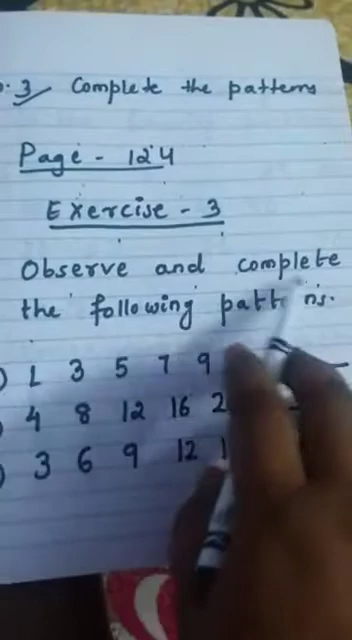 3 Complete the patterns
Page - 124
Exercise - 3
Observe and complete
the following
1 3 5 7 9
4 8 12 16
3 6 9 12